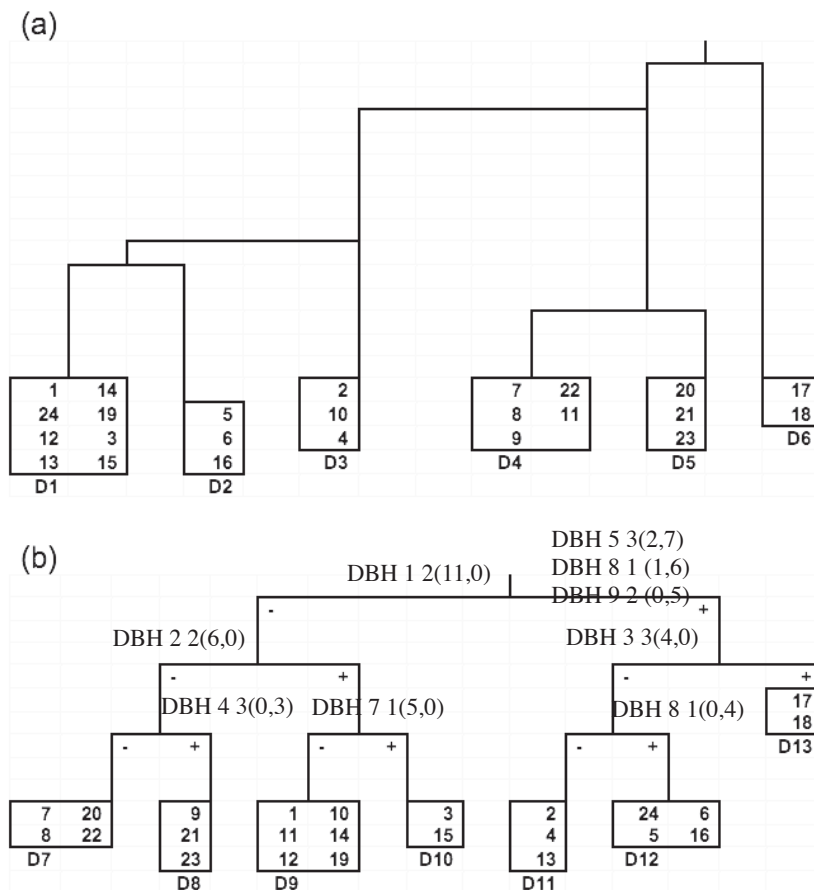 (a)
1 14
24 19
12 3
13 15
D1
5
6
16
D2
2
10
4
D3
7 22
8 11
9
D4
20
21
23
D5
17
18
D6
(b)
DBH 1 2(11,0)
DBH 5 3(2,7)
DBH 8 1 (1,6)
DBH 9 2 (0,5)
- +
DBH 2 2(6,0)
DBH 3 3(4,0)
- +
- +
DBH 4 3(0,3)
DBH 7 1(5,0)
DBH 8 1(0,4)
- +
- +
- +
17
18
D13
7 20
8 22
D7
9
21
23
D8
1 10
11 14
12 19
D9
3
15
D10
2
4
13
D11
24 6
5 16
D12